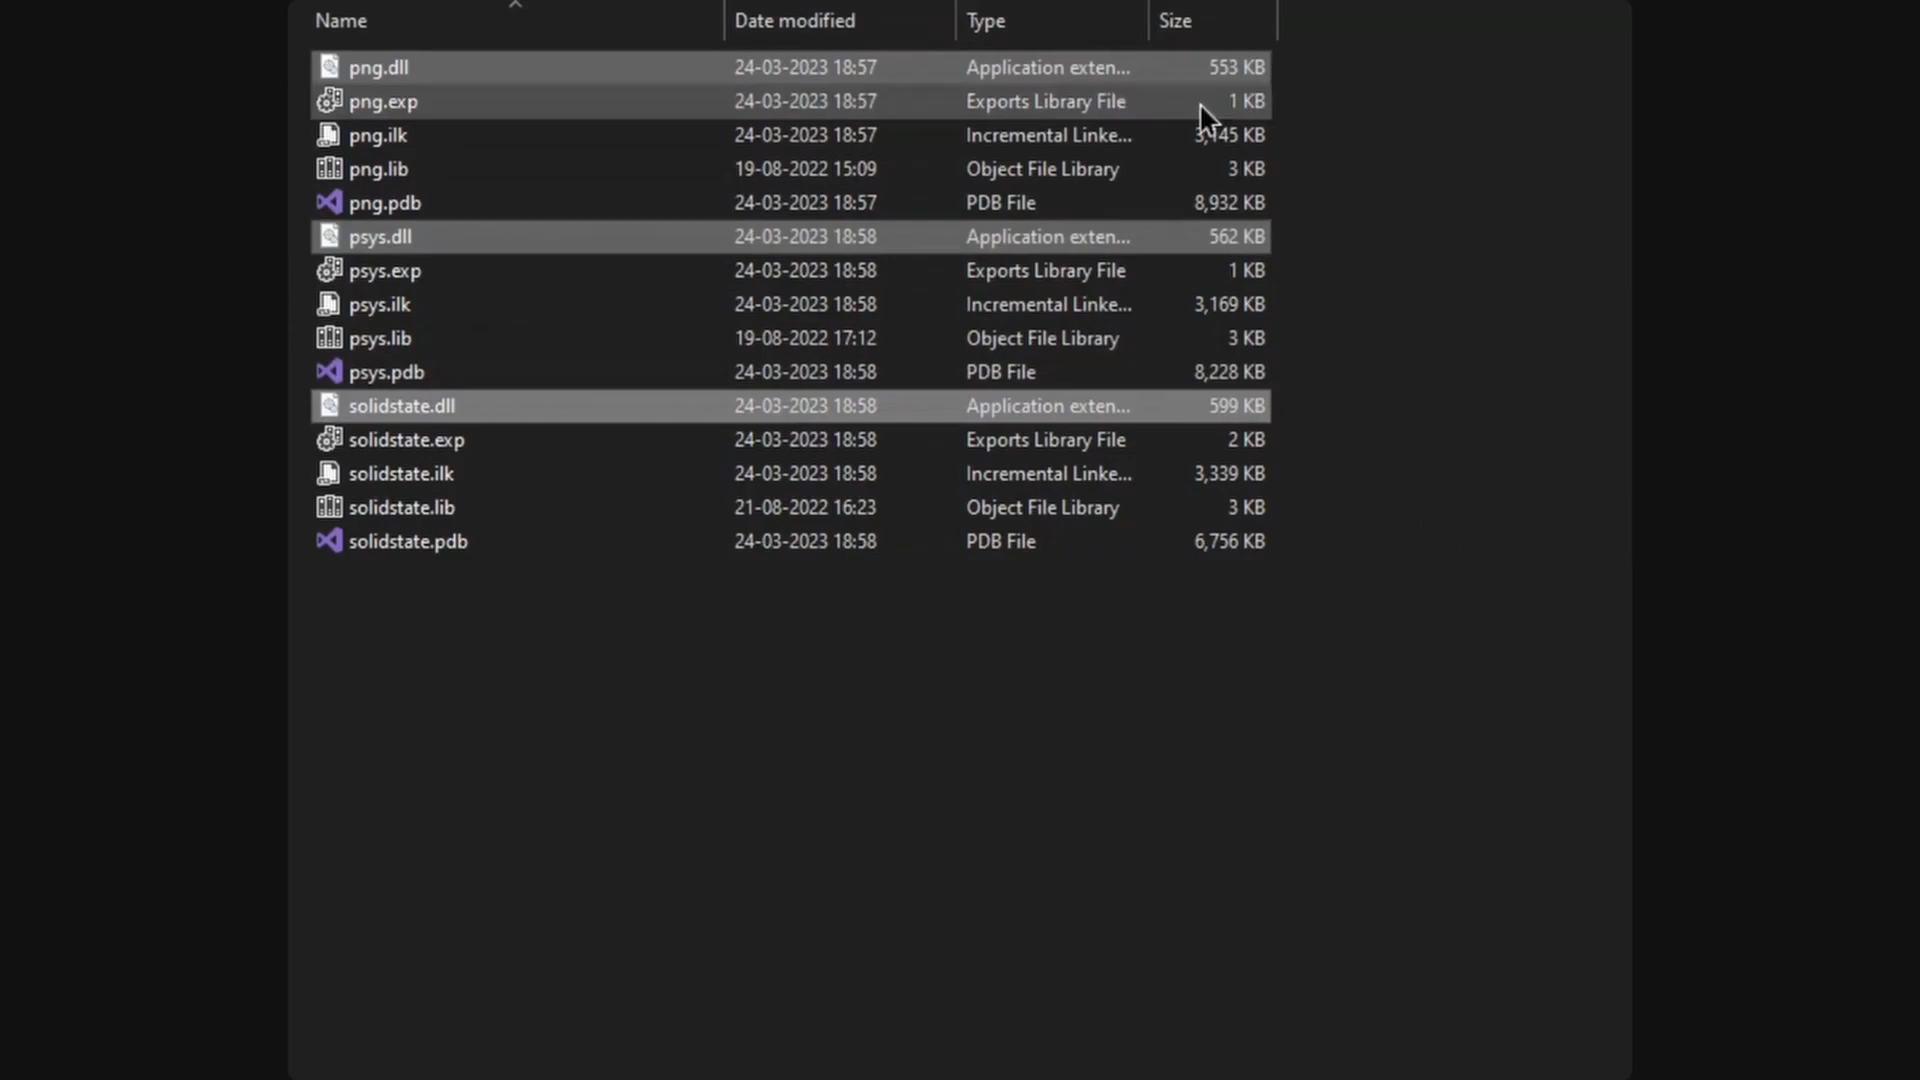 Name Date modified Type Size
png.dll 24-03-2023 18:57 Application exten... 553 KB
png.exp 24-03-2023 18:57 Exports Library File 1 KB
png.ilk 24-03-2023 18:57 Incremental Linke... 3,145 KB
png.lib 19-08-2022 15:09 Object File Library 3 KB
png.pdb 24-03-2023 18:57 PDB File 8,932 KB
psys.dll 24-03-2023 18:58 Application exten... 562 KB
psys.exp 24-03-2023 18:58 Exports Library File 1 KB
psys.ilk 24-03-2023 18:58 Incremental Linke... 3,169 KB
psys.lib 19-08-2022 17:12 Object File Library 3 KB
psys.pdb 24-03-2023 18:58 PDB File 8,228 KB
solidstate.dll 24-03-2023 18:58 Application exten... 599 KB
solidstate.exp 24-03-2023 18:58 Exports Library File 2 KB
solidstate.ilk 24-03-2023 18:58 Incremental Linke... 3,339 KB
solidstate.lib 21-08-2022 16:23 Object File Library 3 KB
solidstate.pdb 24-03-2023 18:58 PDB File 6,756 KB